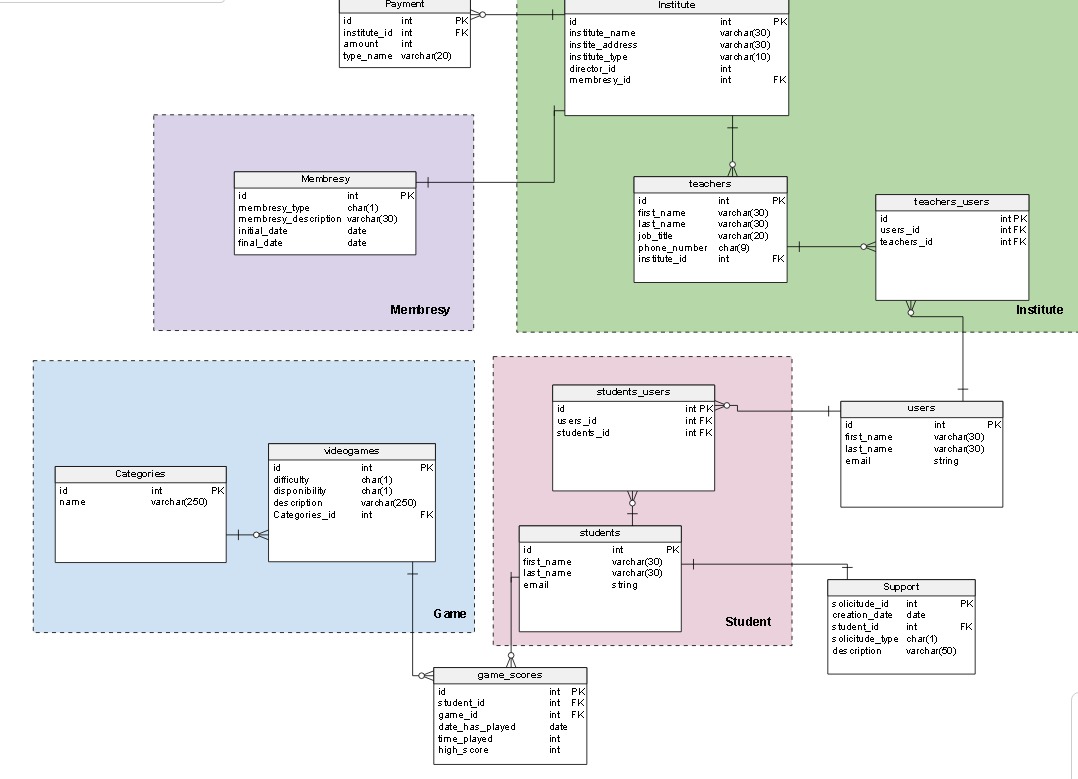 Payment
id int PK
institute_id int FK
amount int
type_name varchar(20)
Institute
id int PK
institute_name varchar(30)
instite_address varchar(30)
institute_type varchar(10)
director_id int
membresy_id int FK
Membresy
id int PK
membresy_type char(1)
membresy_description varchar(30)
initial_date date
final_date date
Membresy
teachers
id int PK
first_name varchar(30)
last_name varchar(30)
job_title varchar(20)
phone_number char(9)
institute_id int FK
teachers_users
id int PK
users_id int FK
teachers_id int FK
Institute
students_users
id int PK
users_id int FK
students_id int FK
users
id int PK
first_name varchar(30)
last_name varchar(30)
email string
Categories
id int PK
name varchar(250)
videogames
id int PK
difficulty char(1)
disponibility char(1)
description varchar(250)
Categories_id int FK
Game
students
id int PK
first_name varchar(30)
last_name varchar(30)
email string
Student
Support
solicitude_id int PK
creation_date date
student_id int FK
solicitude_type char(1)
description varchar(50)
game_scores
id int PK
student_id int FK
game_id int FK
date_has_played date
time_played int
high_score int